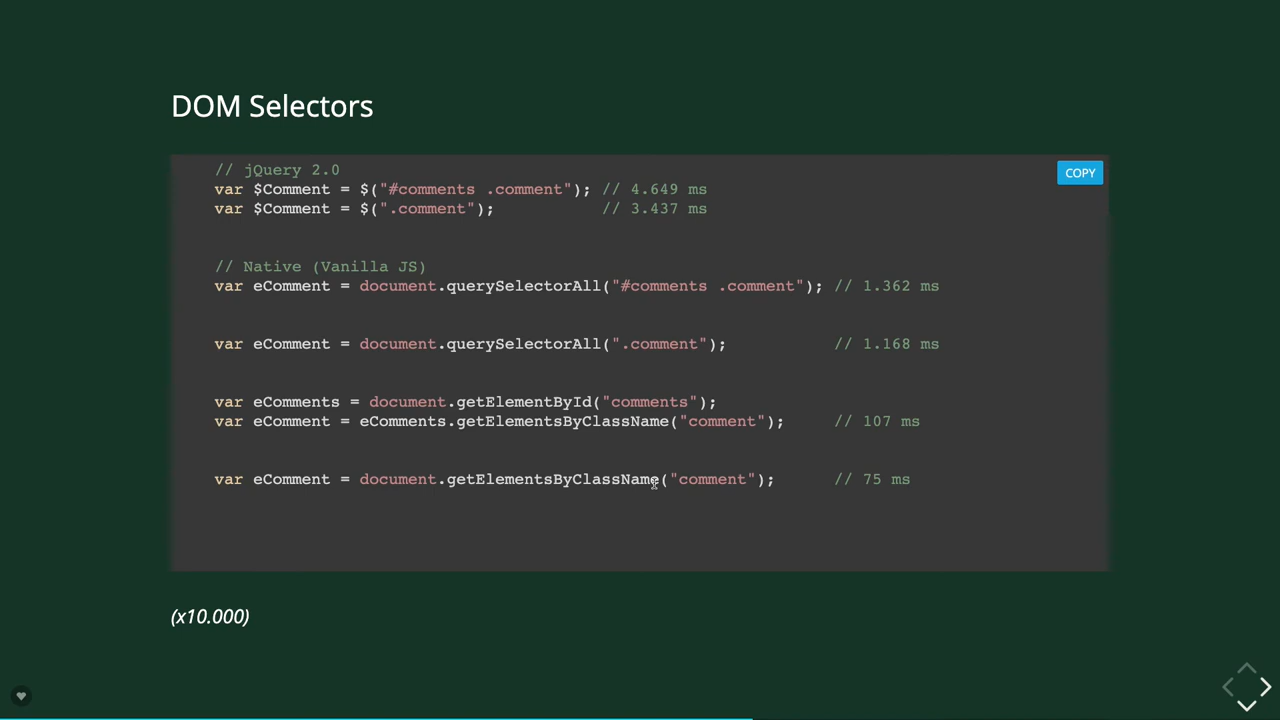 DOM Selectors
COPY
// jQuery 2.0
var $Comment = $("#comments .comment"); // 4.649 ms
var $Comment = $(".comment"); // 3.437 ms
// Native (Vanilla JS)
var eComment = document.querySelectorAll("#comments .comment"); // 1.362 ms
var eComment = document.querySelectorAll(".comment"); // 1.168 ms
var eComments = document.getElementById("comments");
var eComment = eComments.getElementsByClassName("comment"); // 107 ms
var eComment = document.getElementsByClassName("comment"); // 75 ms
(x10.000)